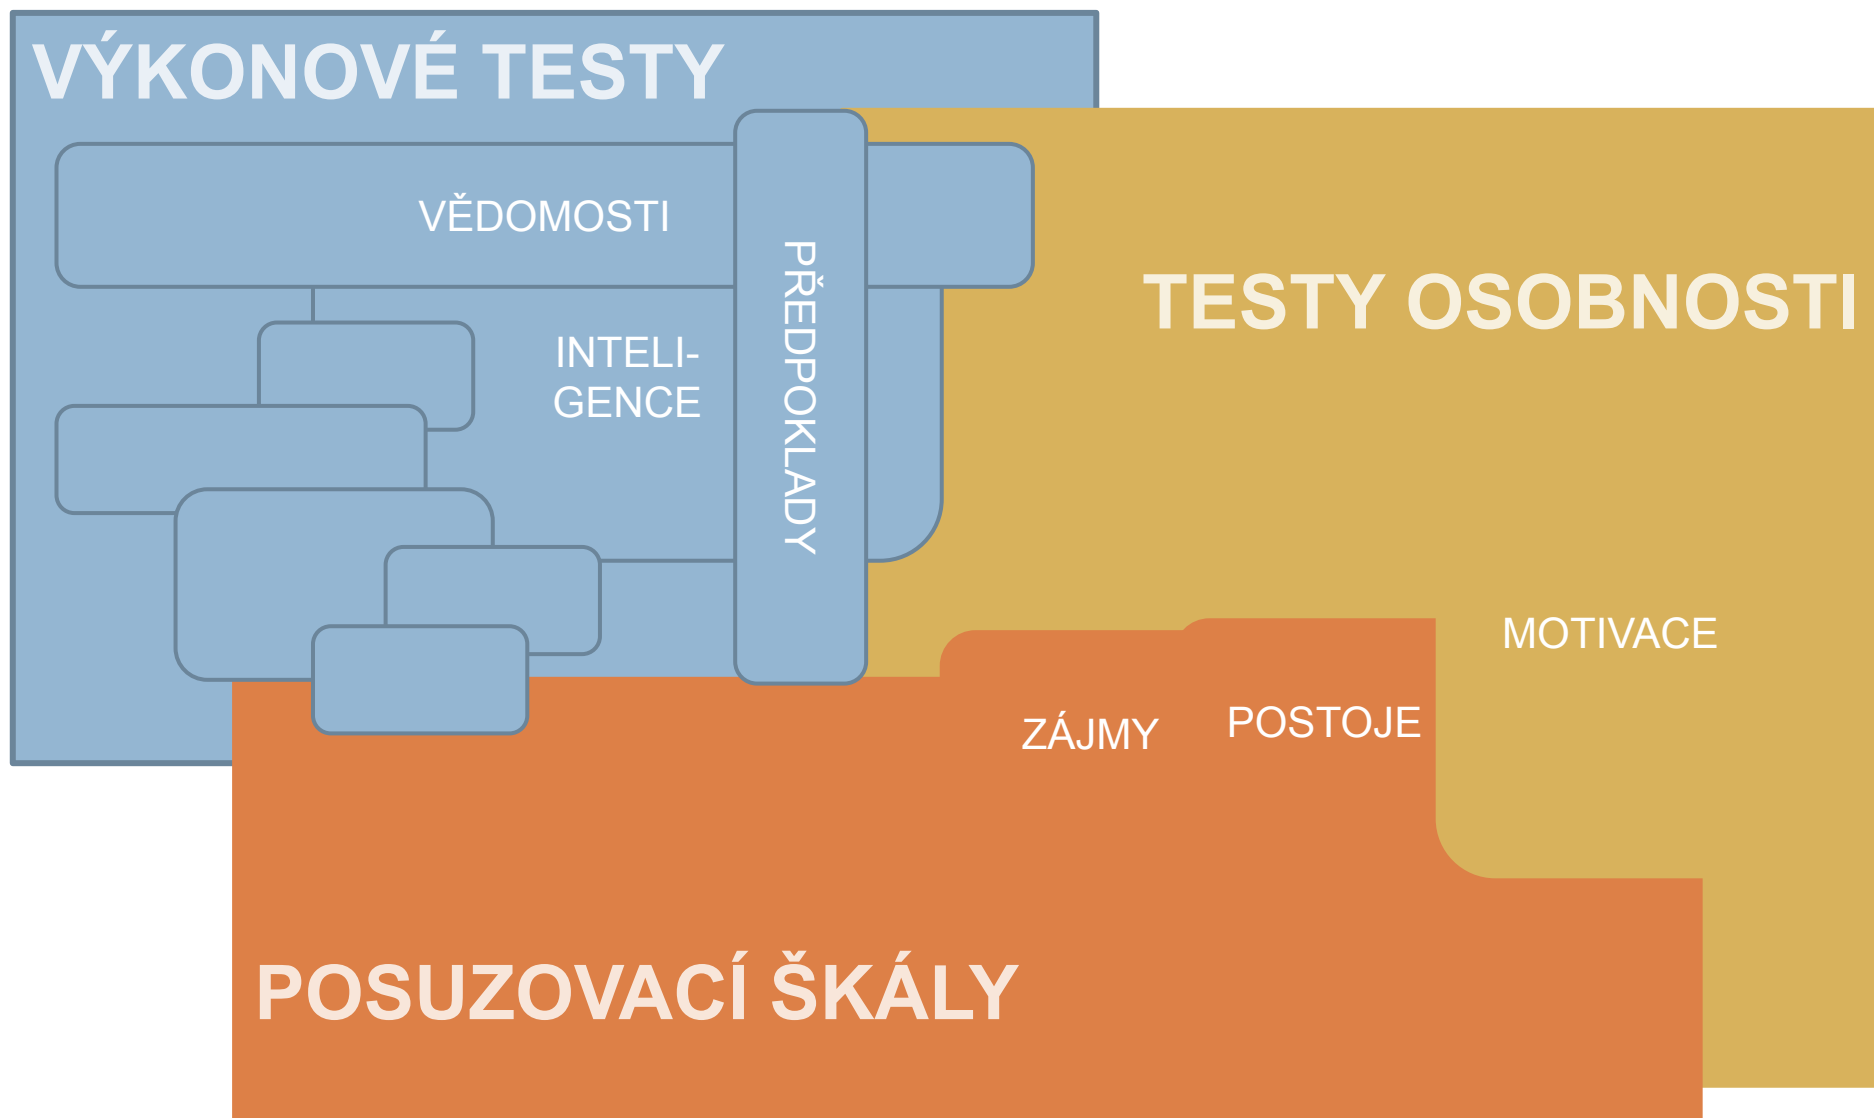 VÝKONOVÉ TESTY
VĚDOMOSTI
PŘEDPOKLADY
INTELI-
GENCE
TESTY OSOBNOSTI
MOTIVACE
ZÁJMY
POSTOJE
POSUZOVACÍ ŠKÁLY